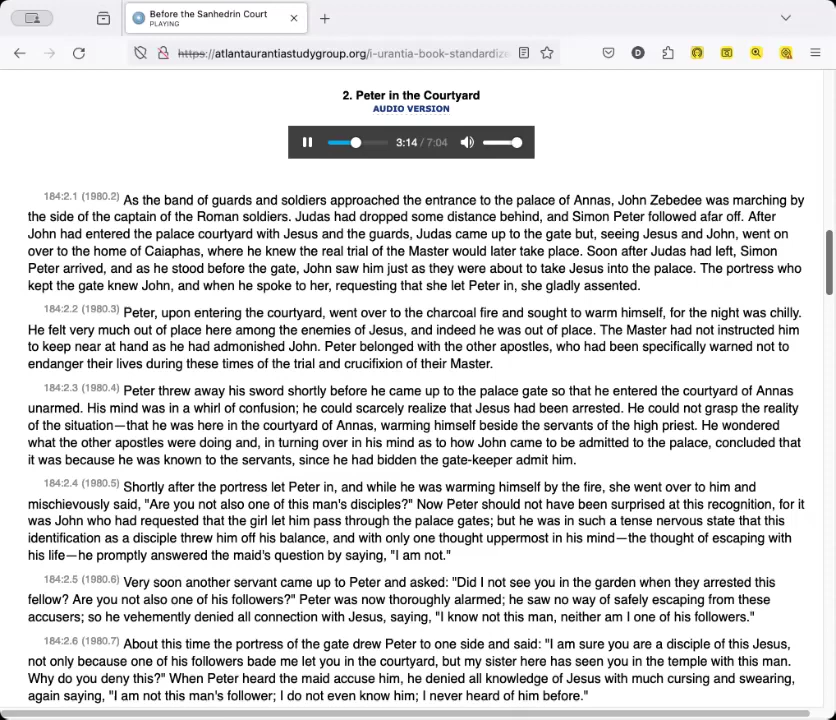 Before the Sanhedrin Court
PLAYING
https://atlantaurantiastudygroup.org/i-urantia-book-standardize
D
2. Peter in the Courtyard
AUDIO VERSION
3:14 / 7:04
184:2.1 (1980.2) As the band of guards and soldiers approached the entrance to the palace of Annas, John Zebedee was marching by
the side of the captain of the Roman soldiers. Judas had dropped some distance behind, and Simon Peter followed afar off. After
John had entered the palace courtyard with Jesus and the guards, Judas came up to the gate but, seeing Jesus and John, went on
over to the home of Caiaphas, where he knew the real trial of the Master would later take place. Soon after Judas had left, Simon
Peter arrived, and as he stood before the gate, John saw him just as they were about to take Jesus into the palace. The portress who
kept the gate knew John, and when he spoke to her, requesting that she let Peter in, she gladly assented.
184:2.2 (1980.3) Peter, upon entering the courtyard, went over to the charcoal fire and sought to warm himself, for the night was chilly.
He felt very much out of place here among the enemies of Jesus, and indeed he was out of place. The Master had not instructed him
to keep near at hand as he had admonished John. Peter belonged with the other apostles, who had been specifically warned not to
endanger their lives during these times of the trial and crucifixion of their Master.
184:2.3 (1980.4) Peter threw away his sword shortly before he came up to the palace gate so that he entered the courtyard of Annas
unarmed. His mind was in a whirl of confusion; he could scarcely realize that Jesus had been arrested. He could not grasp the reality
of the situation—that he was here in the courtyard of Annas, warming himself beside the servants of the high priest. He wondered
what the other apostles were doing and, in turning over in his mind as to how John came to be admitted to the palace, concluded that
it was because he was known to the servants, since he had bidden the gate-keeper admit him.
184:2.4 (1980.5) Shortly after the portress let Peter in, and while he was warming himself by the fire, she went over to him and
mischievously said, "Are you not also one of this man's disciples?" Now Peter should not have been surprised at this recognition, for it
was John who had requested that the girl let him pass through the palace gates; but he was in such a tense nervous state that this
identification as a disciple threw him off his balance, and with only one thought uppermost in his mind—the thought of escaping with
his life—he promptly answered the maid's question by saying, "I am not."
184:2.5 (1980.6) Very soon another servant came up to Peter and asked: "Did I not see you in the garden when they arrested this
fellow? Are you not also one of his followers?" Peter was now thoroughly alarmed; he saw no way of safely escaping from these
accusers; so he vehemently denied all connection with Jesus, saying, "I know not this man, neither am I one of his followers."
184:2.6 (1980.7) About this time the portress of the gate drew Peter to one side and said: "I am sure you are a disciple of this Jesus,
not only because one of his followers bade me let you in the courtyard, but my sister here has seen you in the temple with this man.
Why do you deny this?" When Peter heard the maid accuse him, he denied all knowledge of Jesus with much cursing and swearing,
again saying, "I am not this man's follower; I do not even know him; I never heard of him before."